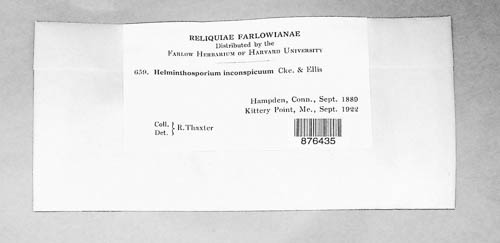 RELIQUIAE FARLOWIANAE
Distributed by the
FARLOW HERBARIUM OF HARVARD UNIVERSITY
659. Helminthosporium inconspicuum Cke. & Ellis
Hampden, Conn., Sept. 1889
Kittery Point, Me., Sept. 1922
Coll.
Det. } R. Thaxter
876435